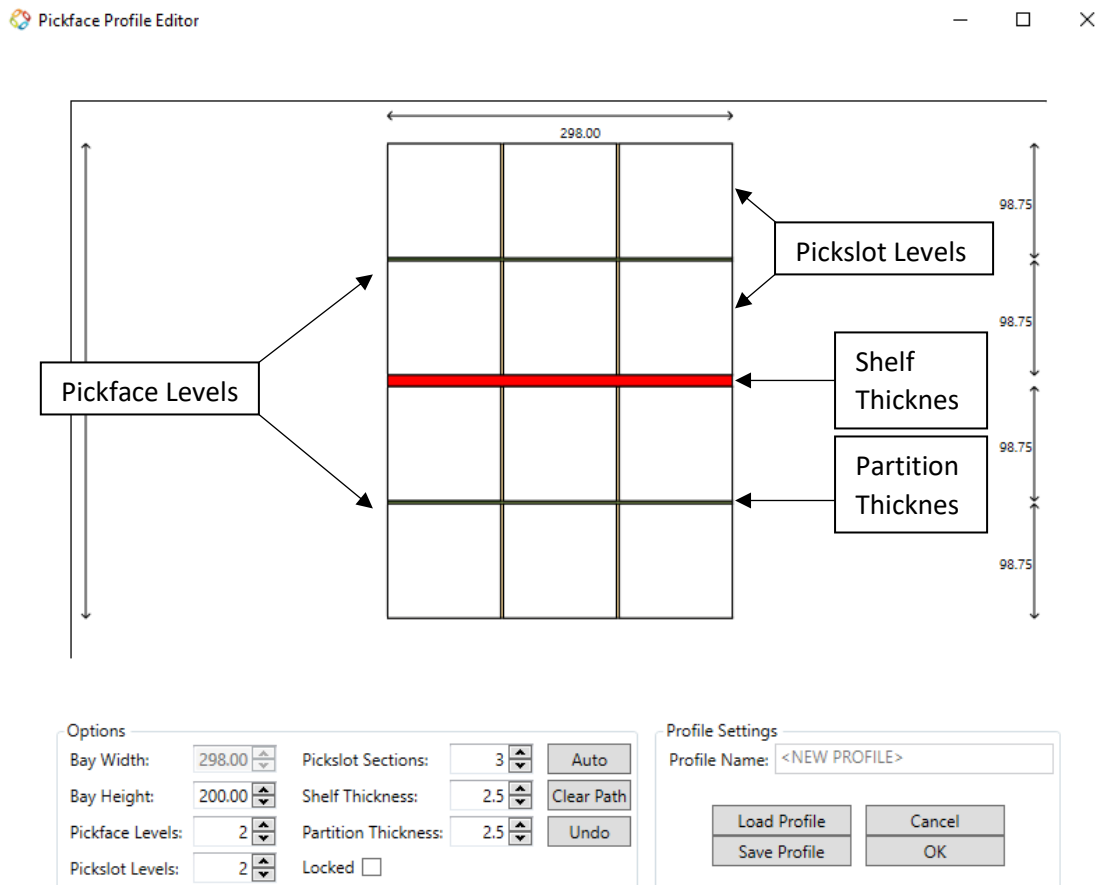 Pickface Profile Editor
298.00
98.75
Pickslot Levels
98.75
Shelf
Thicknes
Pickface Levels
98.75
Partition
Thicknes
98.75
Options
Bay Width: 298.00 Pickslot Sections: 3 Auto
Bay Height: 200.00 Shelf Thickness: 2.5 Clear Path
Pickface Levels: 2 Partition Thickness: 2.5 Undo
Pickslot Levels: 2 Locked
Profile Settings
Profile Name: <NEW PROFILE>
Load Profile Cancel
Save Profile OK